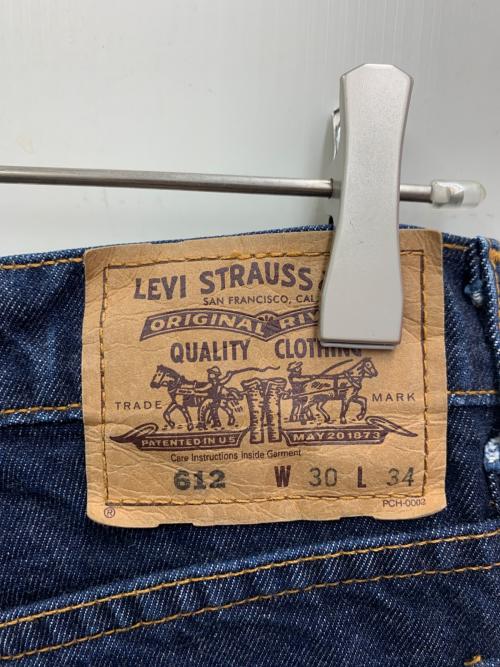 LEVI STRAUSS
SAN FRANCISCO, CAL
ORIGINAL RIV
QUALITY CLOTHING
TRADE MARK
PATENTED IN U S MAY 20 1873
Care Instructions Inside Garment
612 W 30 L 34
® PCH-0002